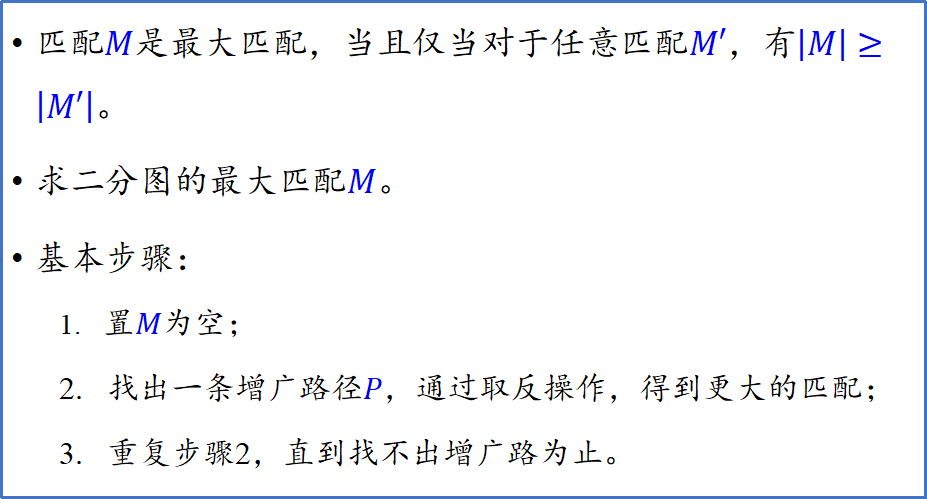 • 匹配M是最大匹配，当且仅当对于任意匹配M′，有|M| ≥
|M′|。
• 求二分图的最大匹配M。
• 基本步骤：
1. 置M为空；
2. 找出一条增广路径P，通过取反操作，得到更大的匹配；
3. 重复步骤2，直到找不出增广路为止。